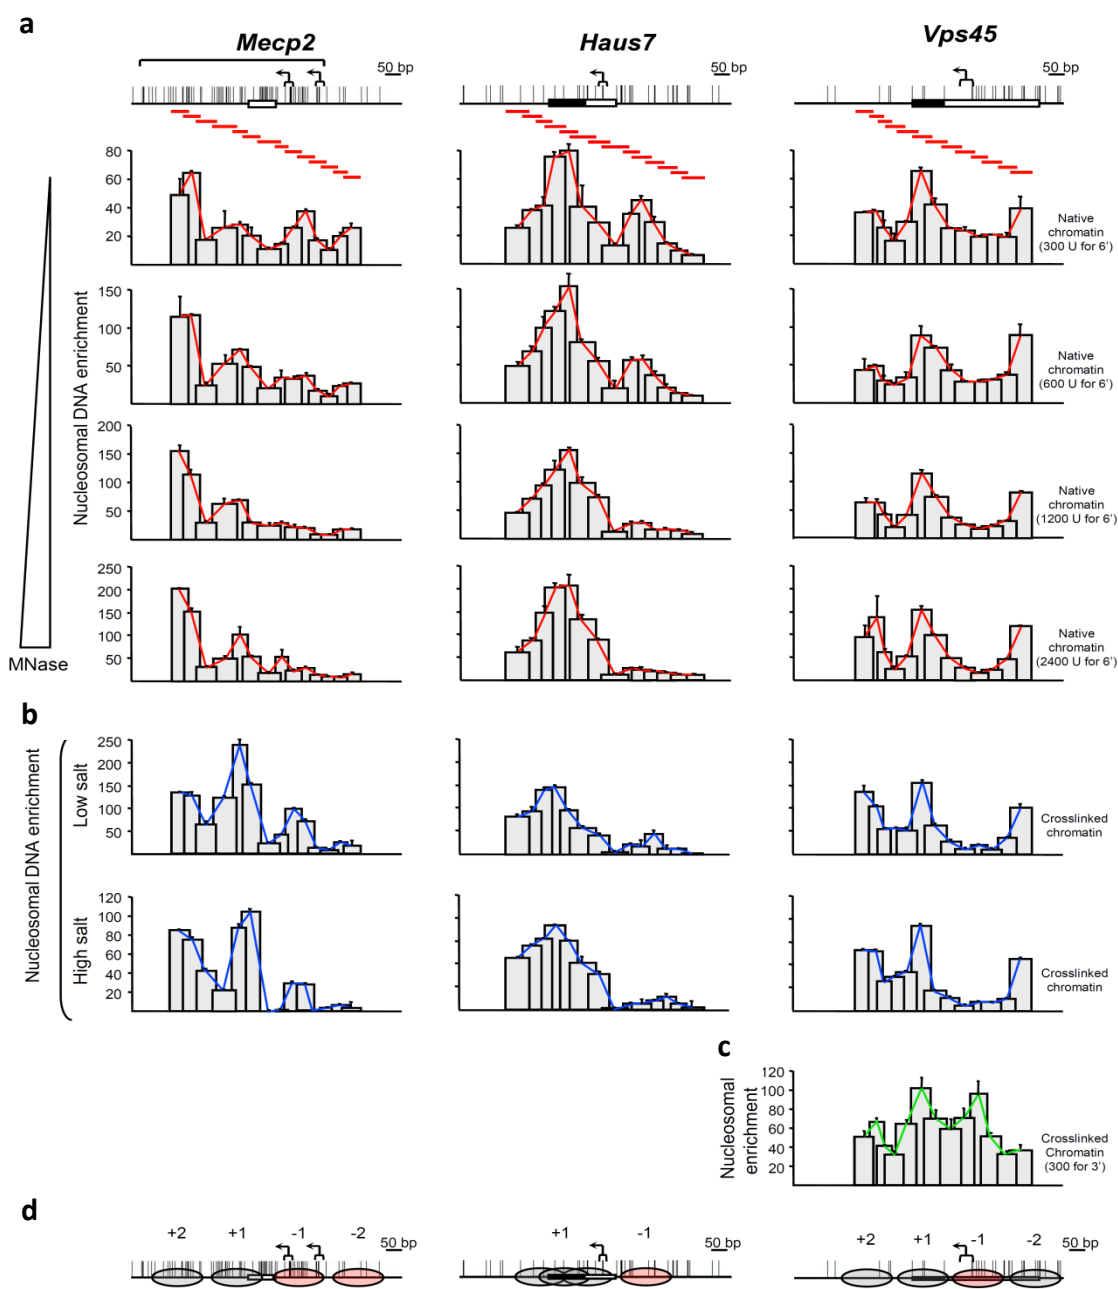 a
Mecp2
Haus7
Vps45
50 bp
50 bp
50 bp
80
60
40
20
Native
chromatin
(300 U for 6')
150
100
50
Native
chromatin
(600 U for 6')
200
150
100
50
Native
chromatin
(1200 U for 6')
250
200
150
100
50
Native
chromatin
(2400 U for 6')
Nucleosomal DNA enrichment
MNase
b
Nucleosomal DNA enrichment
Low salt
250
200
150
100
50
Crosslinked
chromatin
High salt
120
100
80
60
40
20
Crosslinked
chromatin
c
Nucleosomal
enrichment
120
100
80
60
40
20
Crosslinked
Chromatin
(300 for 3')
d
+2 +1 -1 -2
50 bp
+1 -1
50 bp
+2 +1 -1 -2
50 bp